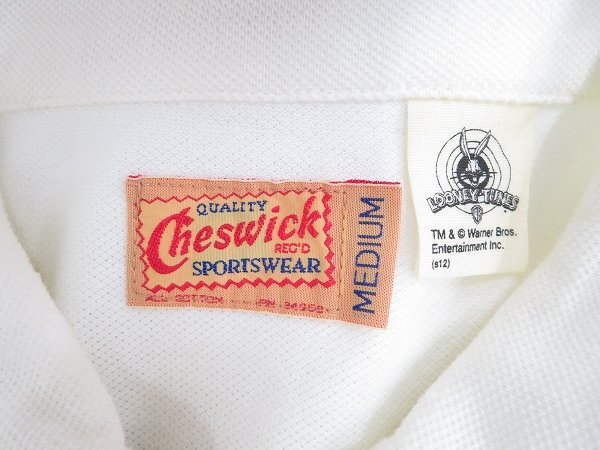 QUALITY
Cheswick
REG'D
SPORTSWEAR
ALL COTTON
MEDIUM
LOONEY TUNES
TM & © Warner Bros.
Entertainment Inc.
(s12)